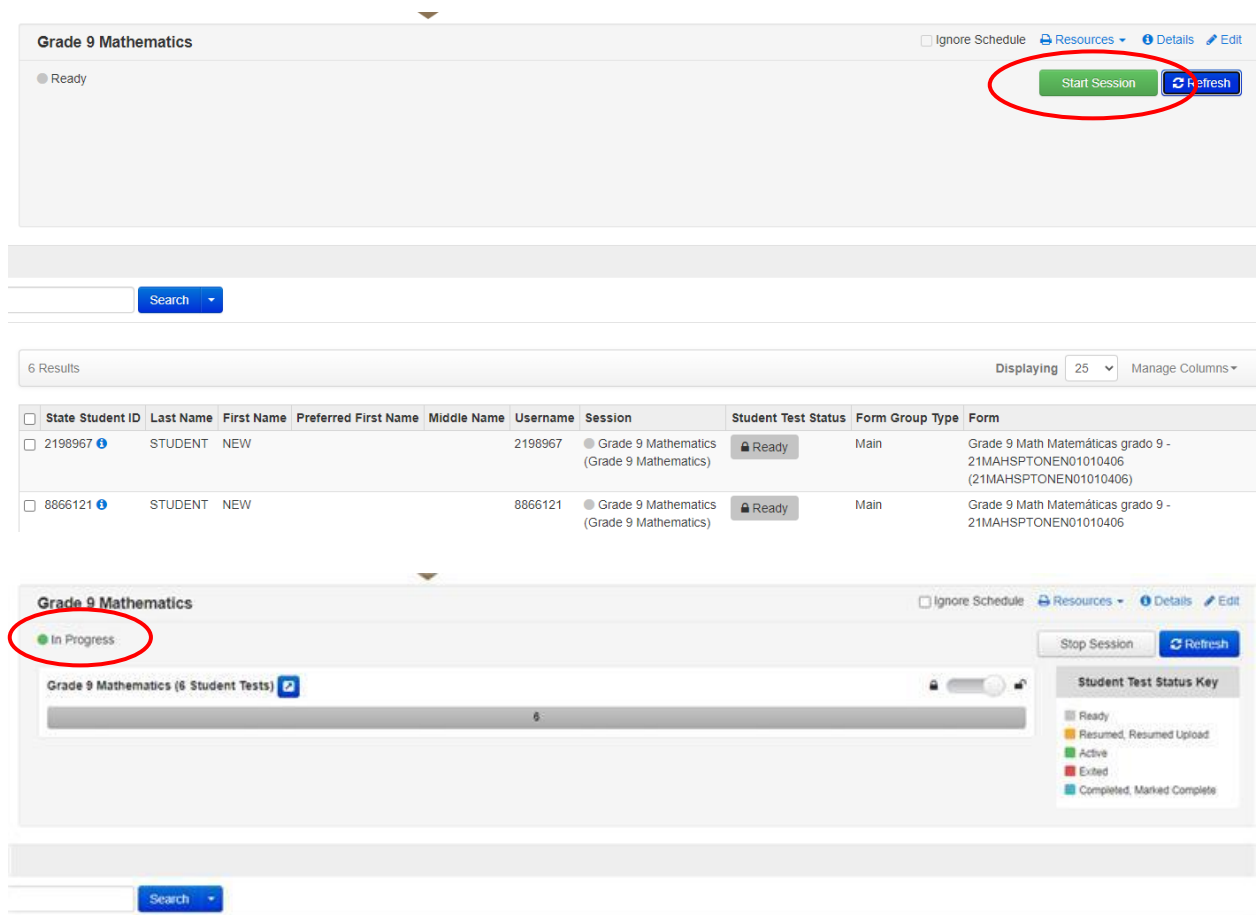 Grade 9 Mathematics
Ignore Schedule Resources Details Edit
Ready
Start Session Refresh
Search
6 Results Displaying 25 Manage Columns
State Student ID Last Name First Name Preferred First Name Middle Name Username Session Student Test Status Form Group Type Form
2198967 STUDENT NEW 2198967 Grade 9 Mathematics Ready Main Grade 9 Math Matemáticas grado 9 -
(Grade 9 Mathematics) 21MAHSPTONEN01010406
(21MAHSPTONEN01010406)
8866121 STUDENT NEW 8866121 Grade 9 Mathematics Ready Main Grade 9 Math Matemáticas grado 9 -
(Grade 9 Mathematics) 21MAHSPTONEN01010406
Grade 9 Mathematics
Ignore Schedule Resources Details Edit
In Progress
Stop Session Refresh
Grade 9 Mathematics (6 Student Tests)
6
Student Test Status Key
Ready
Resumed, Resumed Upload
Active
Exited
Completed, Marked Complete
Search